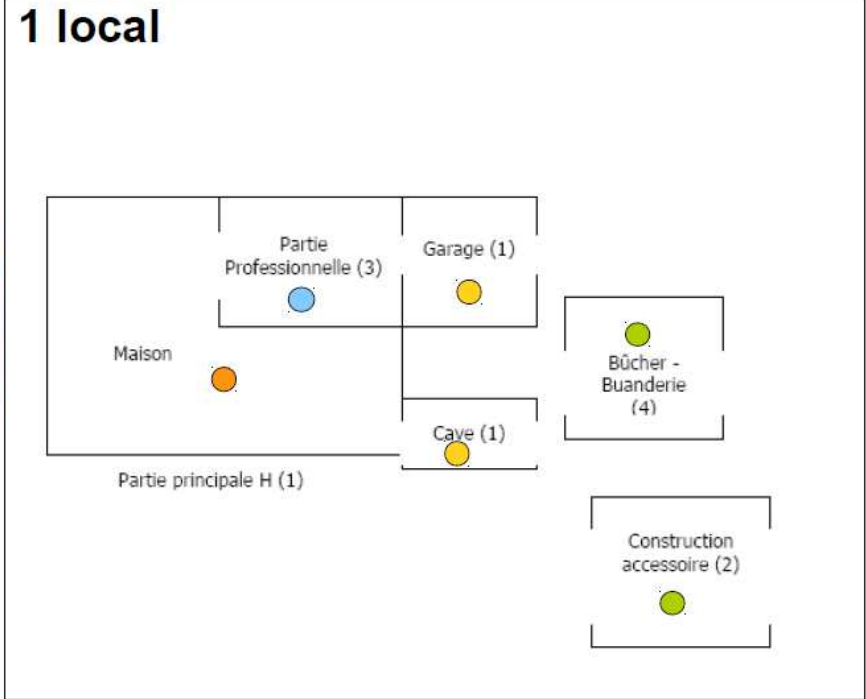 1 local
Partie
Professionnelle (3)
Garage (1)
Maison
Bûcher -
Buanderie
(4)
Cave (1)
Partie principale H (1)
Construction
accessoire (2)